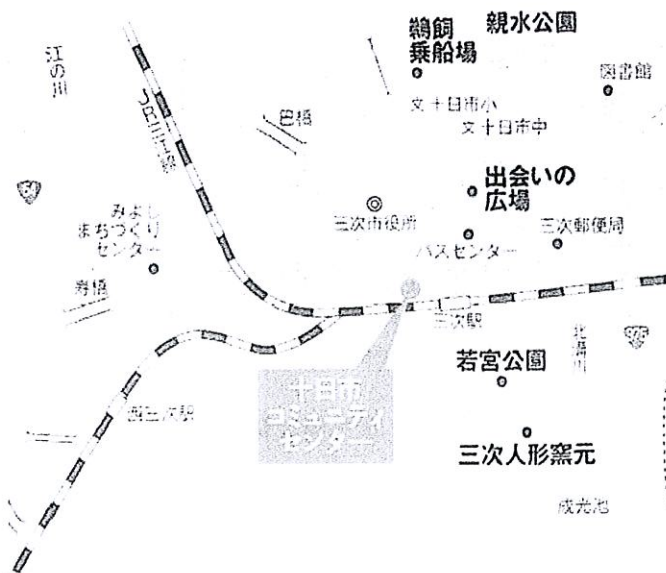 鵜飼
乗船場
親水公園
図書館
江の川
文十日市小
文十日市中
巴橋
JR三江線
出会いの
広場
三次市役所
みよし
まちづくり
センター
バスセンター
三次郵便局
寿橋
三次駅
若宮公園
十日市
コミュニティ
センター
西三次駅
三次人形窯元
成光池